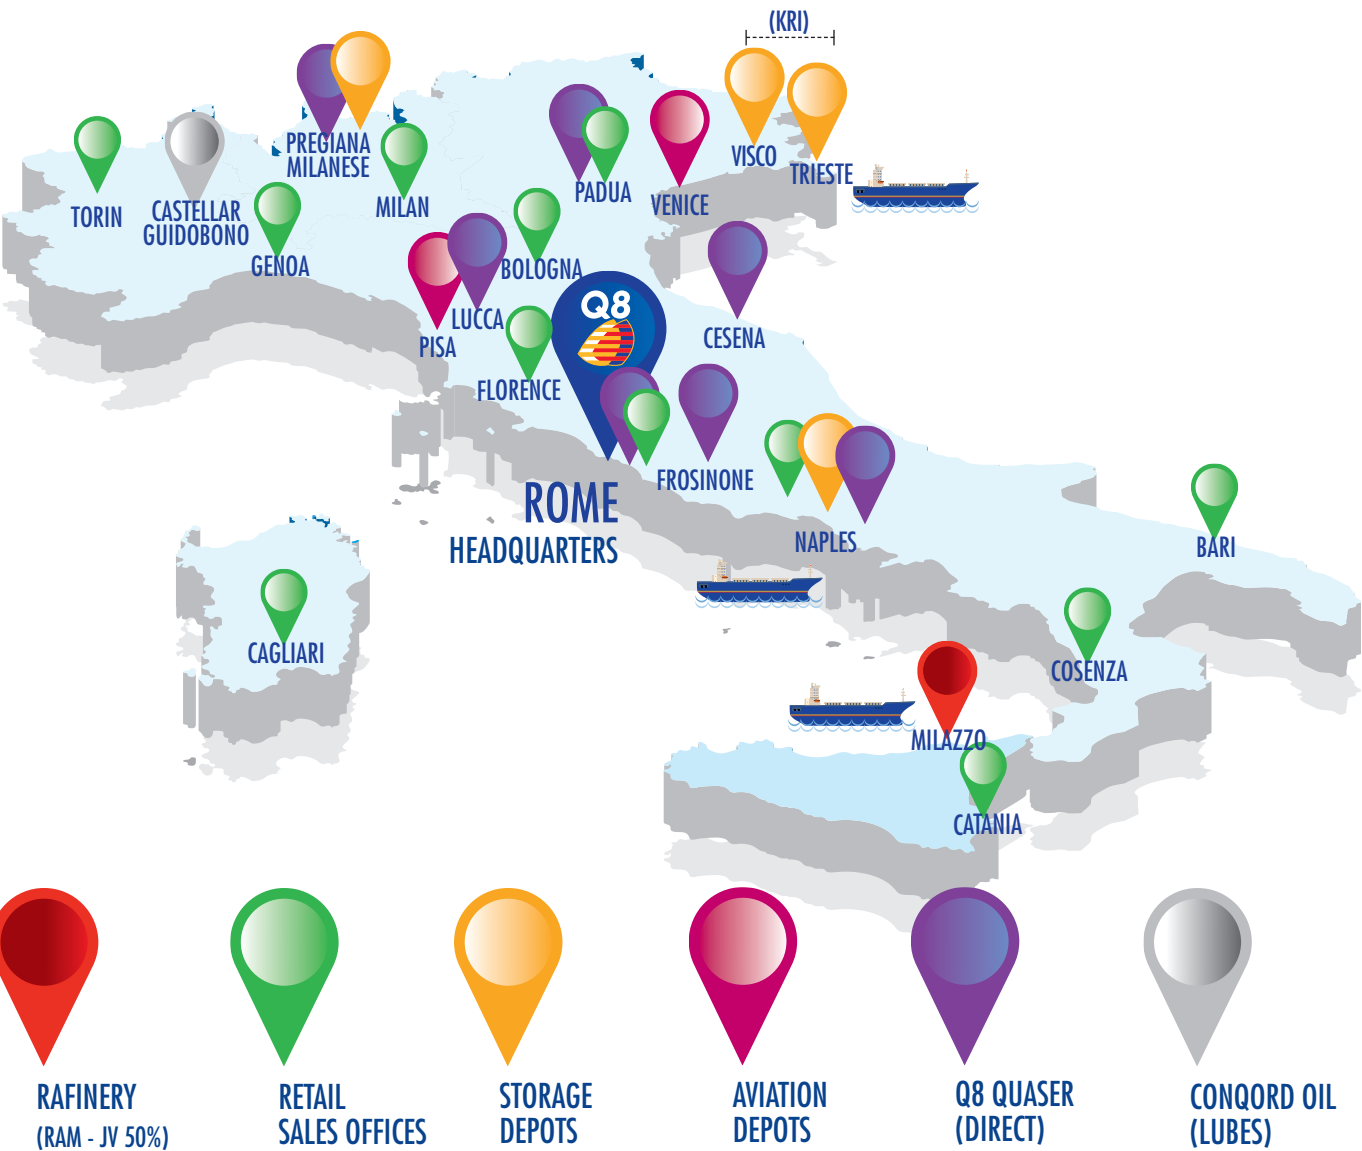 (KRI)
PREGIANA
MILANESE
VISCO
TRIESTE
TORIN
CASTELLAR
GUIDOBONO
MILAN
PADUA
VENICE
GENOA
BOLOGNA
LUCCA
PISA
Q8
CESENA
FLORENCE
FROSINONE
ROME
HEADQUARTERS
NAPLES
BARI
CAGLIARI
COSENZA
MILAZZO
CATANIA
RAFINERY
(RAM - JV 50%)
RETAIL
SALES OFFICES
STORAGE
DEPOTS
AVIATION
DEPOTS
Q8 QUASER
(DIRECT)
CONQORD OIL
(LUBES)